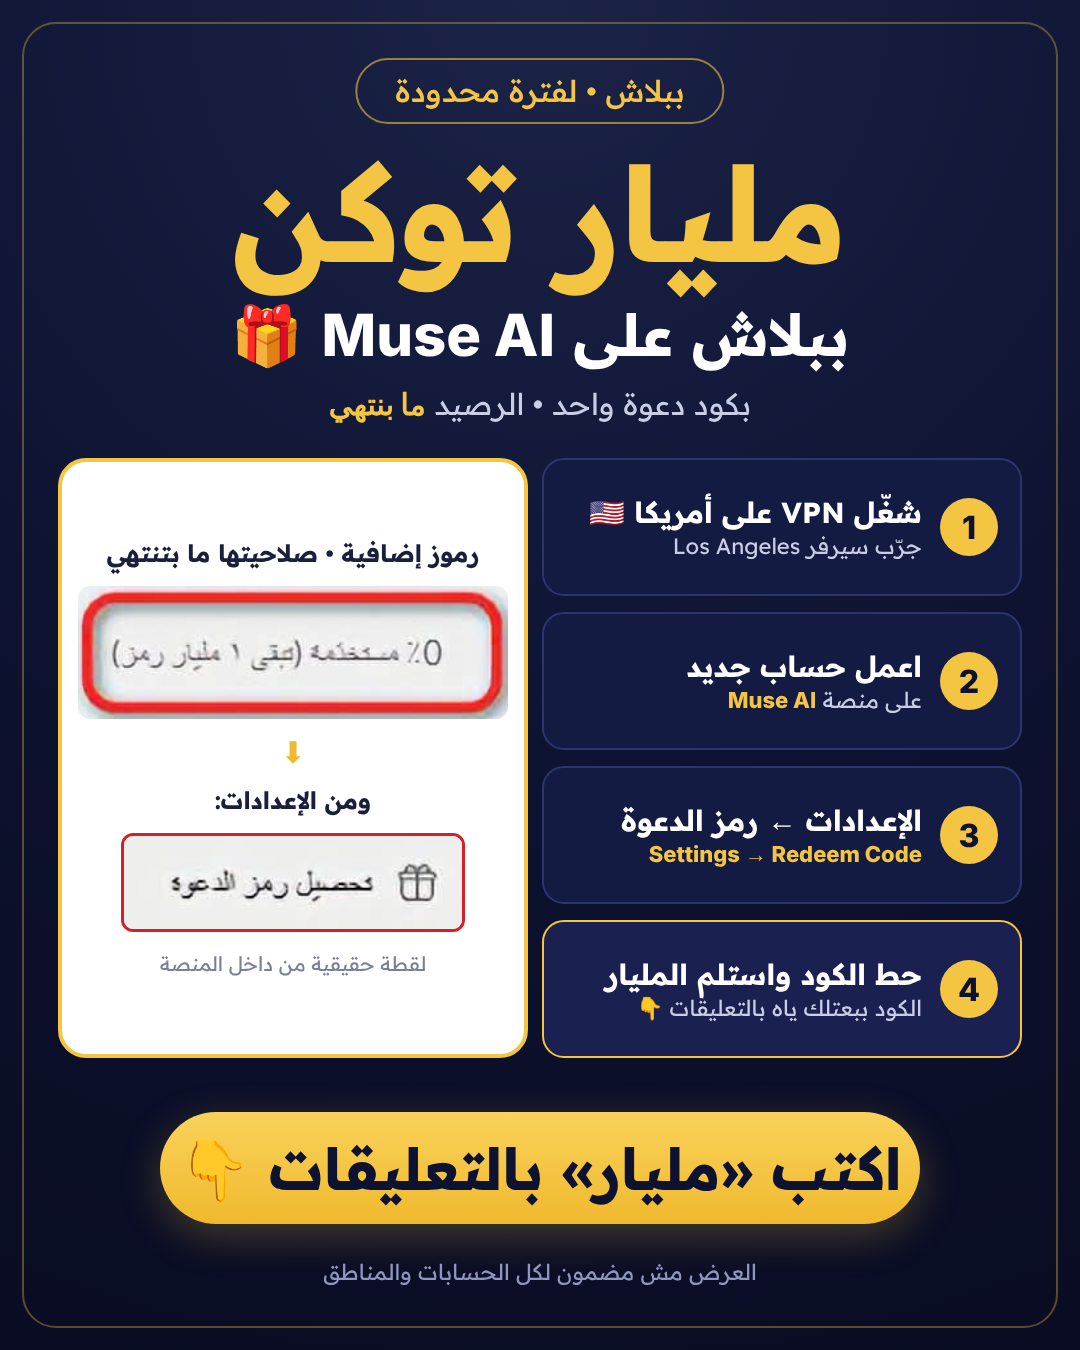 ببلاش • لفترة محدودة
مليار توكن
ببلاش على Muse AI 🎁
بكود دعوة واحد • الرصيد ما بنتهي
1
شغّل VPN على أمريكا 🇺🇸
جرّب سيرفر Los Angeles
2
اعمل حساب جديد
على منصة Muse AI
3
الإعدادات ← رمز الدعوة
Settings → Redeem Code
4
حط الكود واستلم المليار
الكود ببعتلك ياه بالتعليقات 👇
رموز إضافية • صلاحيتها ما بتنتهي
0٪ مستخدَمة (تبقى ١ مليار رمز)
⬇
ومن الإعدادات:
تحصيل رمز الدعوة
لقطة حقيقية من داخل المنصة
اكتب «مليار» بالتعليقات 👇
العرض مش مضمون لكل الحسابات والمناطق